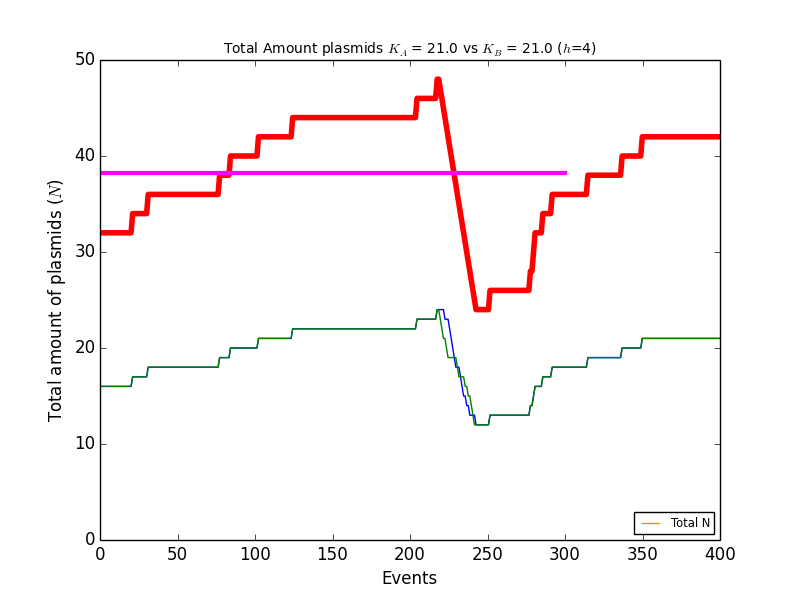 Total Amount plasmids K_A = 21.0 vs K_B = 21.0 (h=4)
50
40
30
20
10
0
Total amount of plasmids (N)
Total N
0 50 100 150 200 250 300 350 400
Events